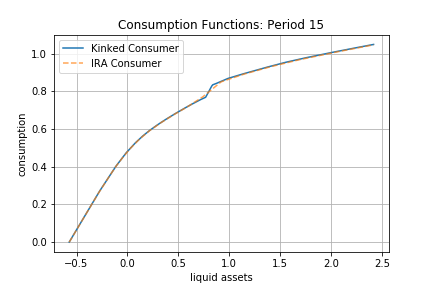 Consumption Functions: Period 15
Kinked Consumer
IRA Consumer
consumption
1.0
0.8
0.6
0.4
0.2
0.0
−0.5 0.0 0.5 1.0 1.5 2.0 2.5
liquid assets